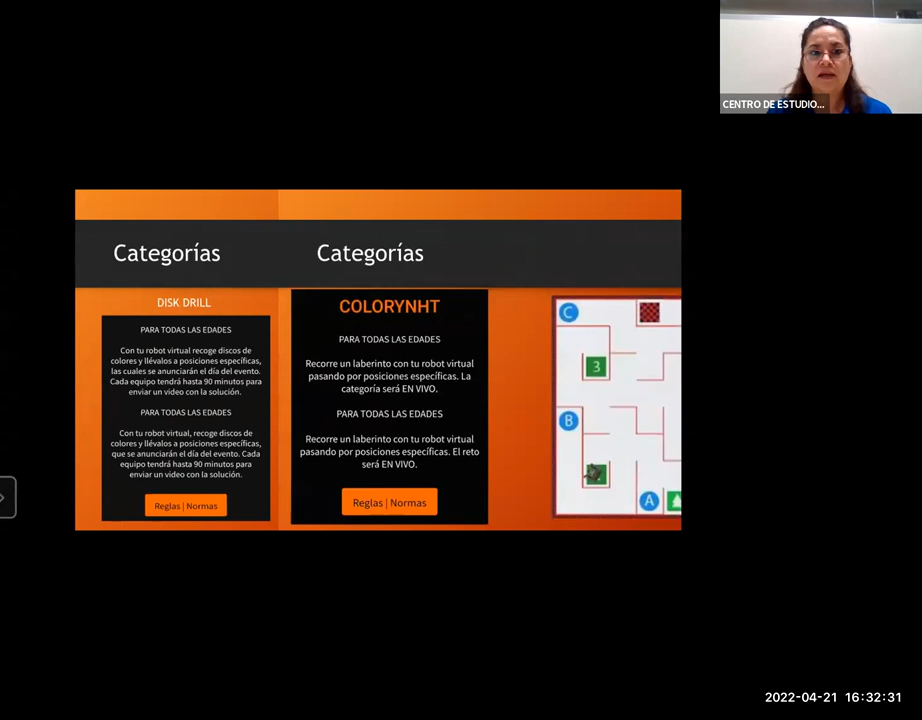 CENTRO DE ESTUDIO...
Categorías
DISK DRILL
PARA TODAS LAS EDADES
Con tu robot virtual recoge discos de
colores y llévalos a posiciones específicas,
las cuales se anunciarán el día del evento.
Cada equipo tendrá hasta 90 minutos para
enviar un video con la solución.
PARA TODAS LAS EDADES
Con tu robot virtual, recoge discos de
colores y llévalos a posiciones específicas,
que se anunciarán el día del evento. Cada
equipo tendrá hasta 90 minutos para
enviar un video con la solución.
Reglas | Normas
Categorías
COLORYNHT
PARA TODAS LAS EDADES
Recorre un laberinto con tu robot virtual
pasando por posiciones específicas. La
categoría será EN VIVO.
PARA TODAS LAS EDADES
Recorre un laberinto con tu robot virtual
pasando por posiciones específicas. El reto
será EN VIVO.
Reglas | Normas
C
3
B
A
2022-04-21 16:32:31